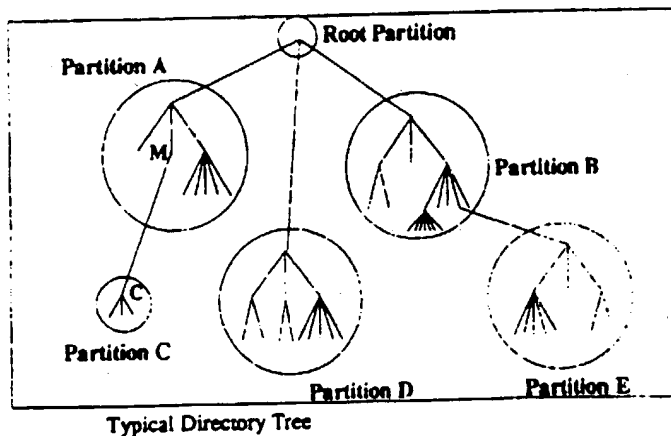 Root Partition
Partition A
M
Partition B
C
Partition C
Partition D
Partition E
Typical Directory Tree